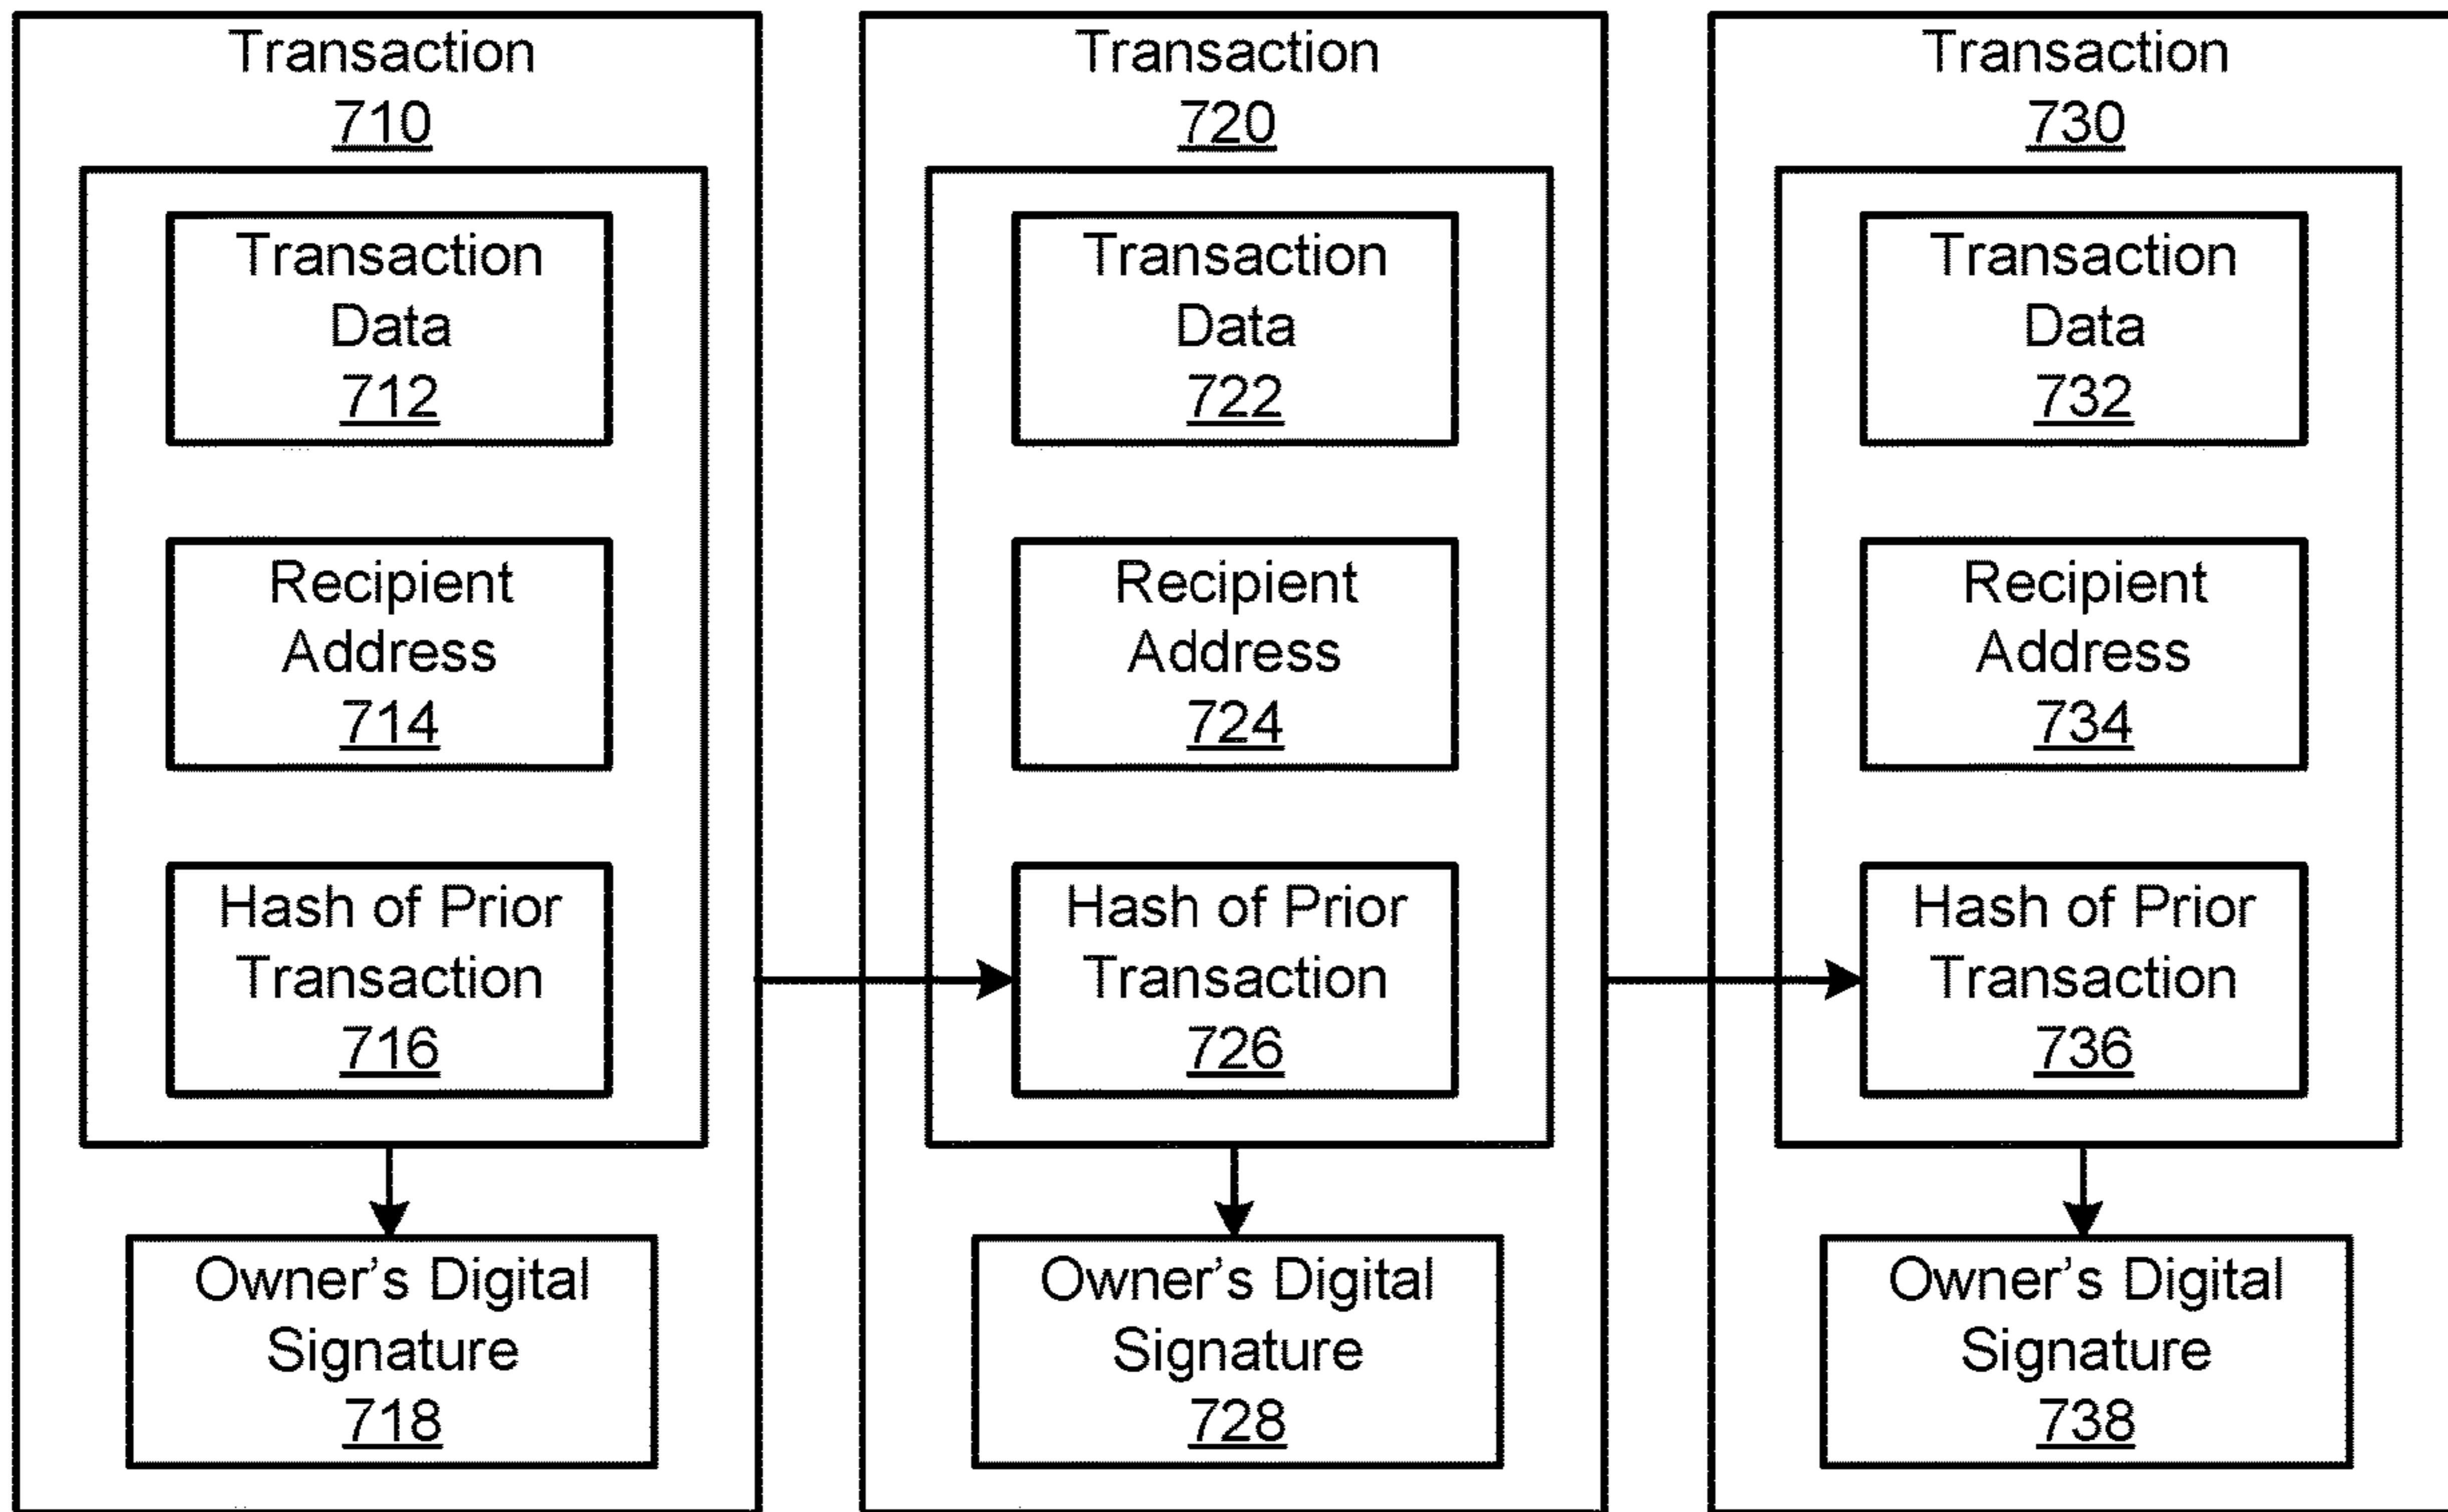 Transaction
710
Transaction
Data
712
Recipient
Address
714
Hash of Prior
Transaction
716
Owner’s Digital
Signature
718
Transaction
720
Transaction
Data
722
Recipient
Address
724
Hash of Prior
Transaction
726
Owner’s Digital
Signature
728
Transaction
730
Transaction
Data
732
Recipient
Address
734
Hash of Prior
Transaction
736
Owner’s Digital
Signature
738